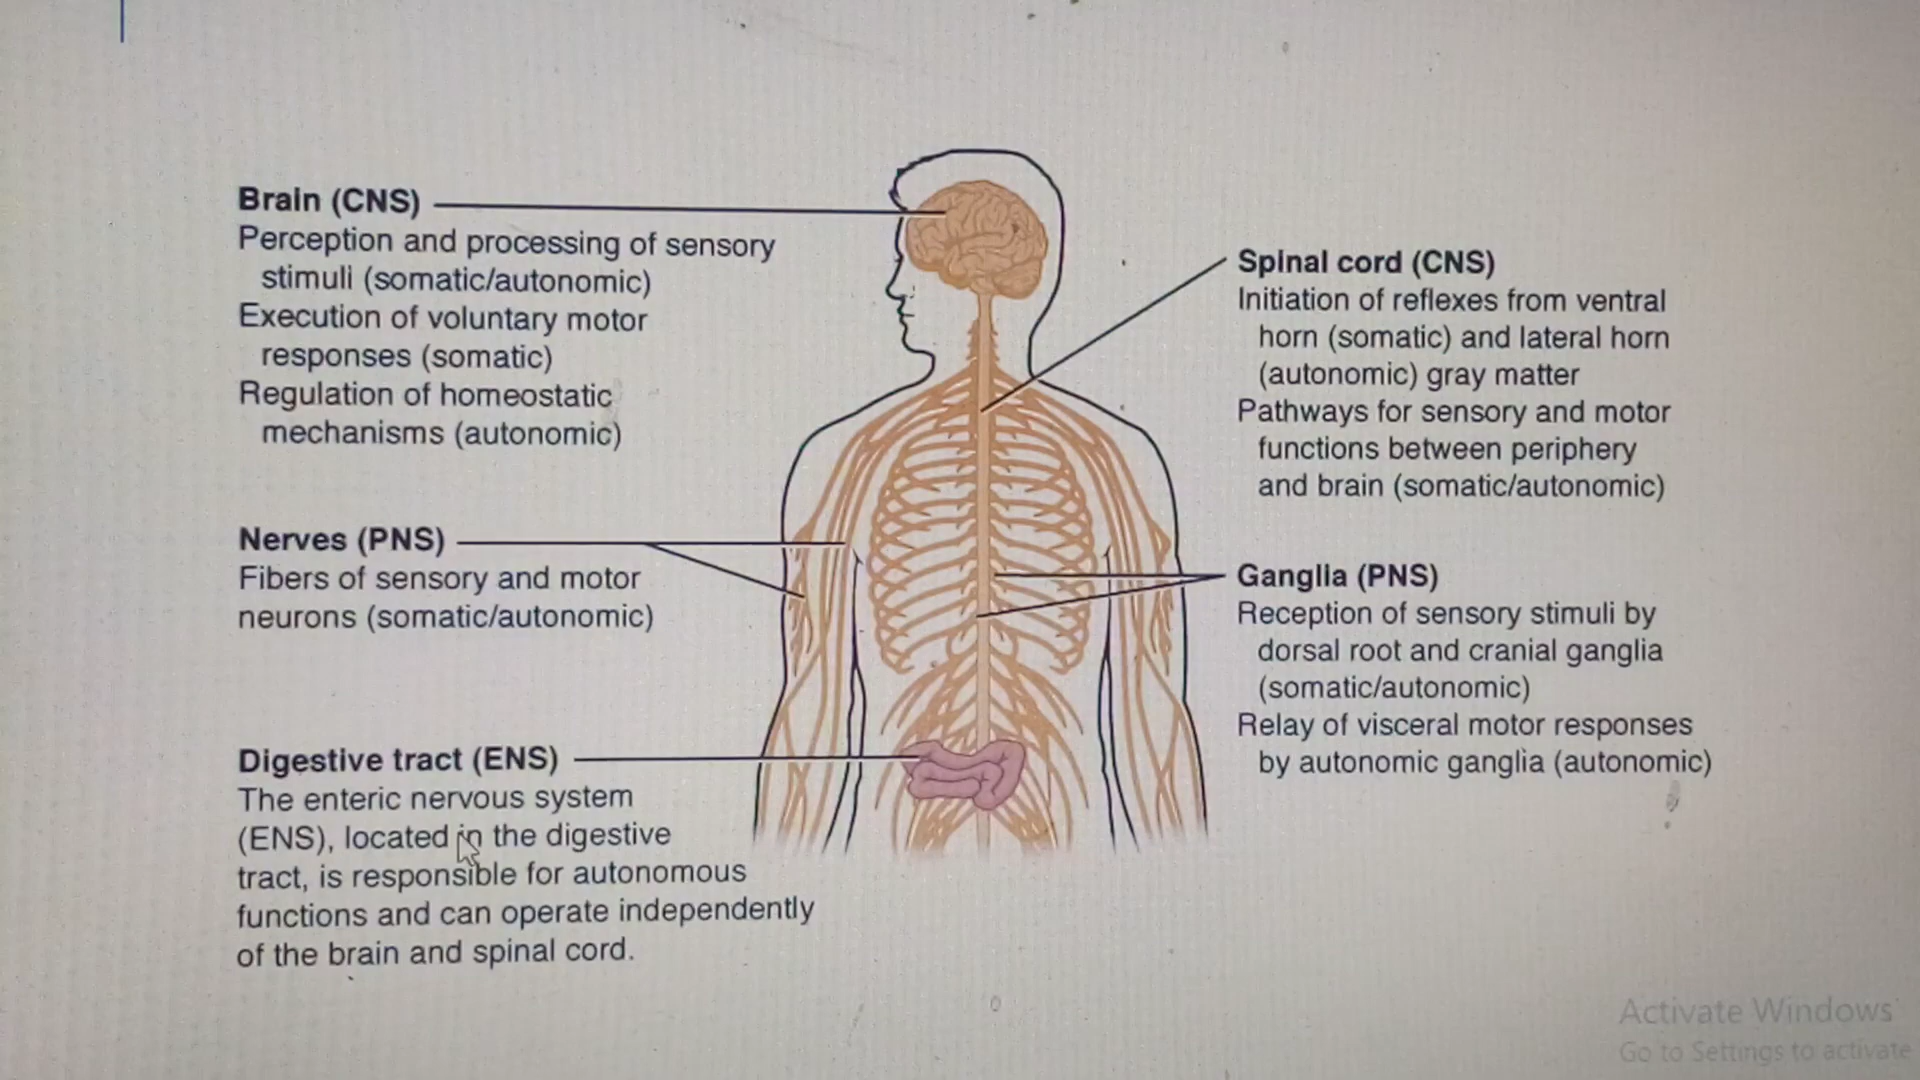 Brain (CNS)
Perception and processing of sensory
stimuli (somatic/autonomic)
Execution of voluntary motor
responses (somatic)
Regulation of homeostatic
mechanisms (autonomic)
Nerves (PNS)
Fibers of sensory and motor
neurons (somatic/autonomic)
Digestive tract (ENS)
The enteric nervous system
(ENS), located in the digestive
tract, is responsible for autonomous
functions and can operate independently
of the brain and spinal cord.
Spinal cord (CNS)
Initiation of reflexes from ventral
horn (somatic) and lateral horn
(autonomic) gray matter
Pathways for sensory and motor
functions between periphery
and brain (somatic/autonomic)
Ganglia (PNS)
Reception of sensory stimuli by
dorsal root and cranial ganglia
(somatic/autonomic)
Relay of visceral motor responses
by autonomic ganglia (autonomic)
Activate Windows
Go to Settings to activate